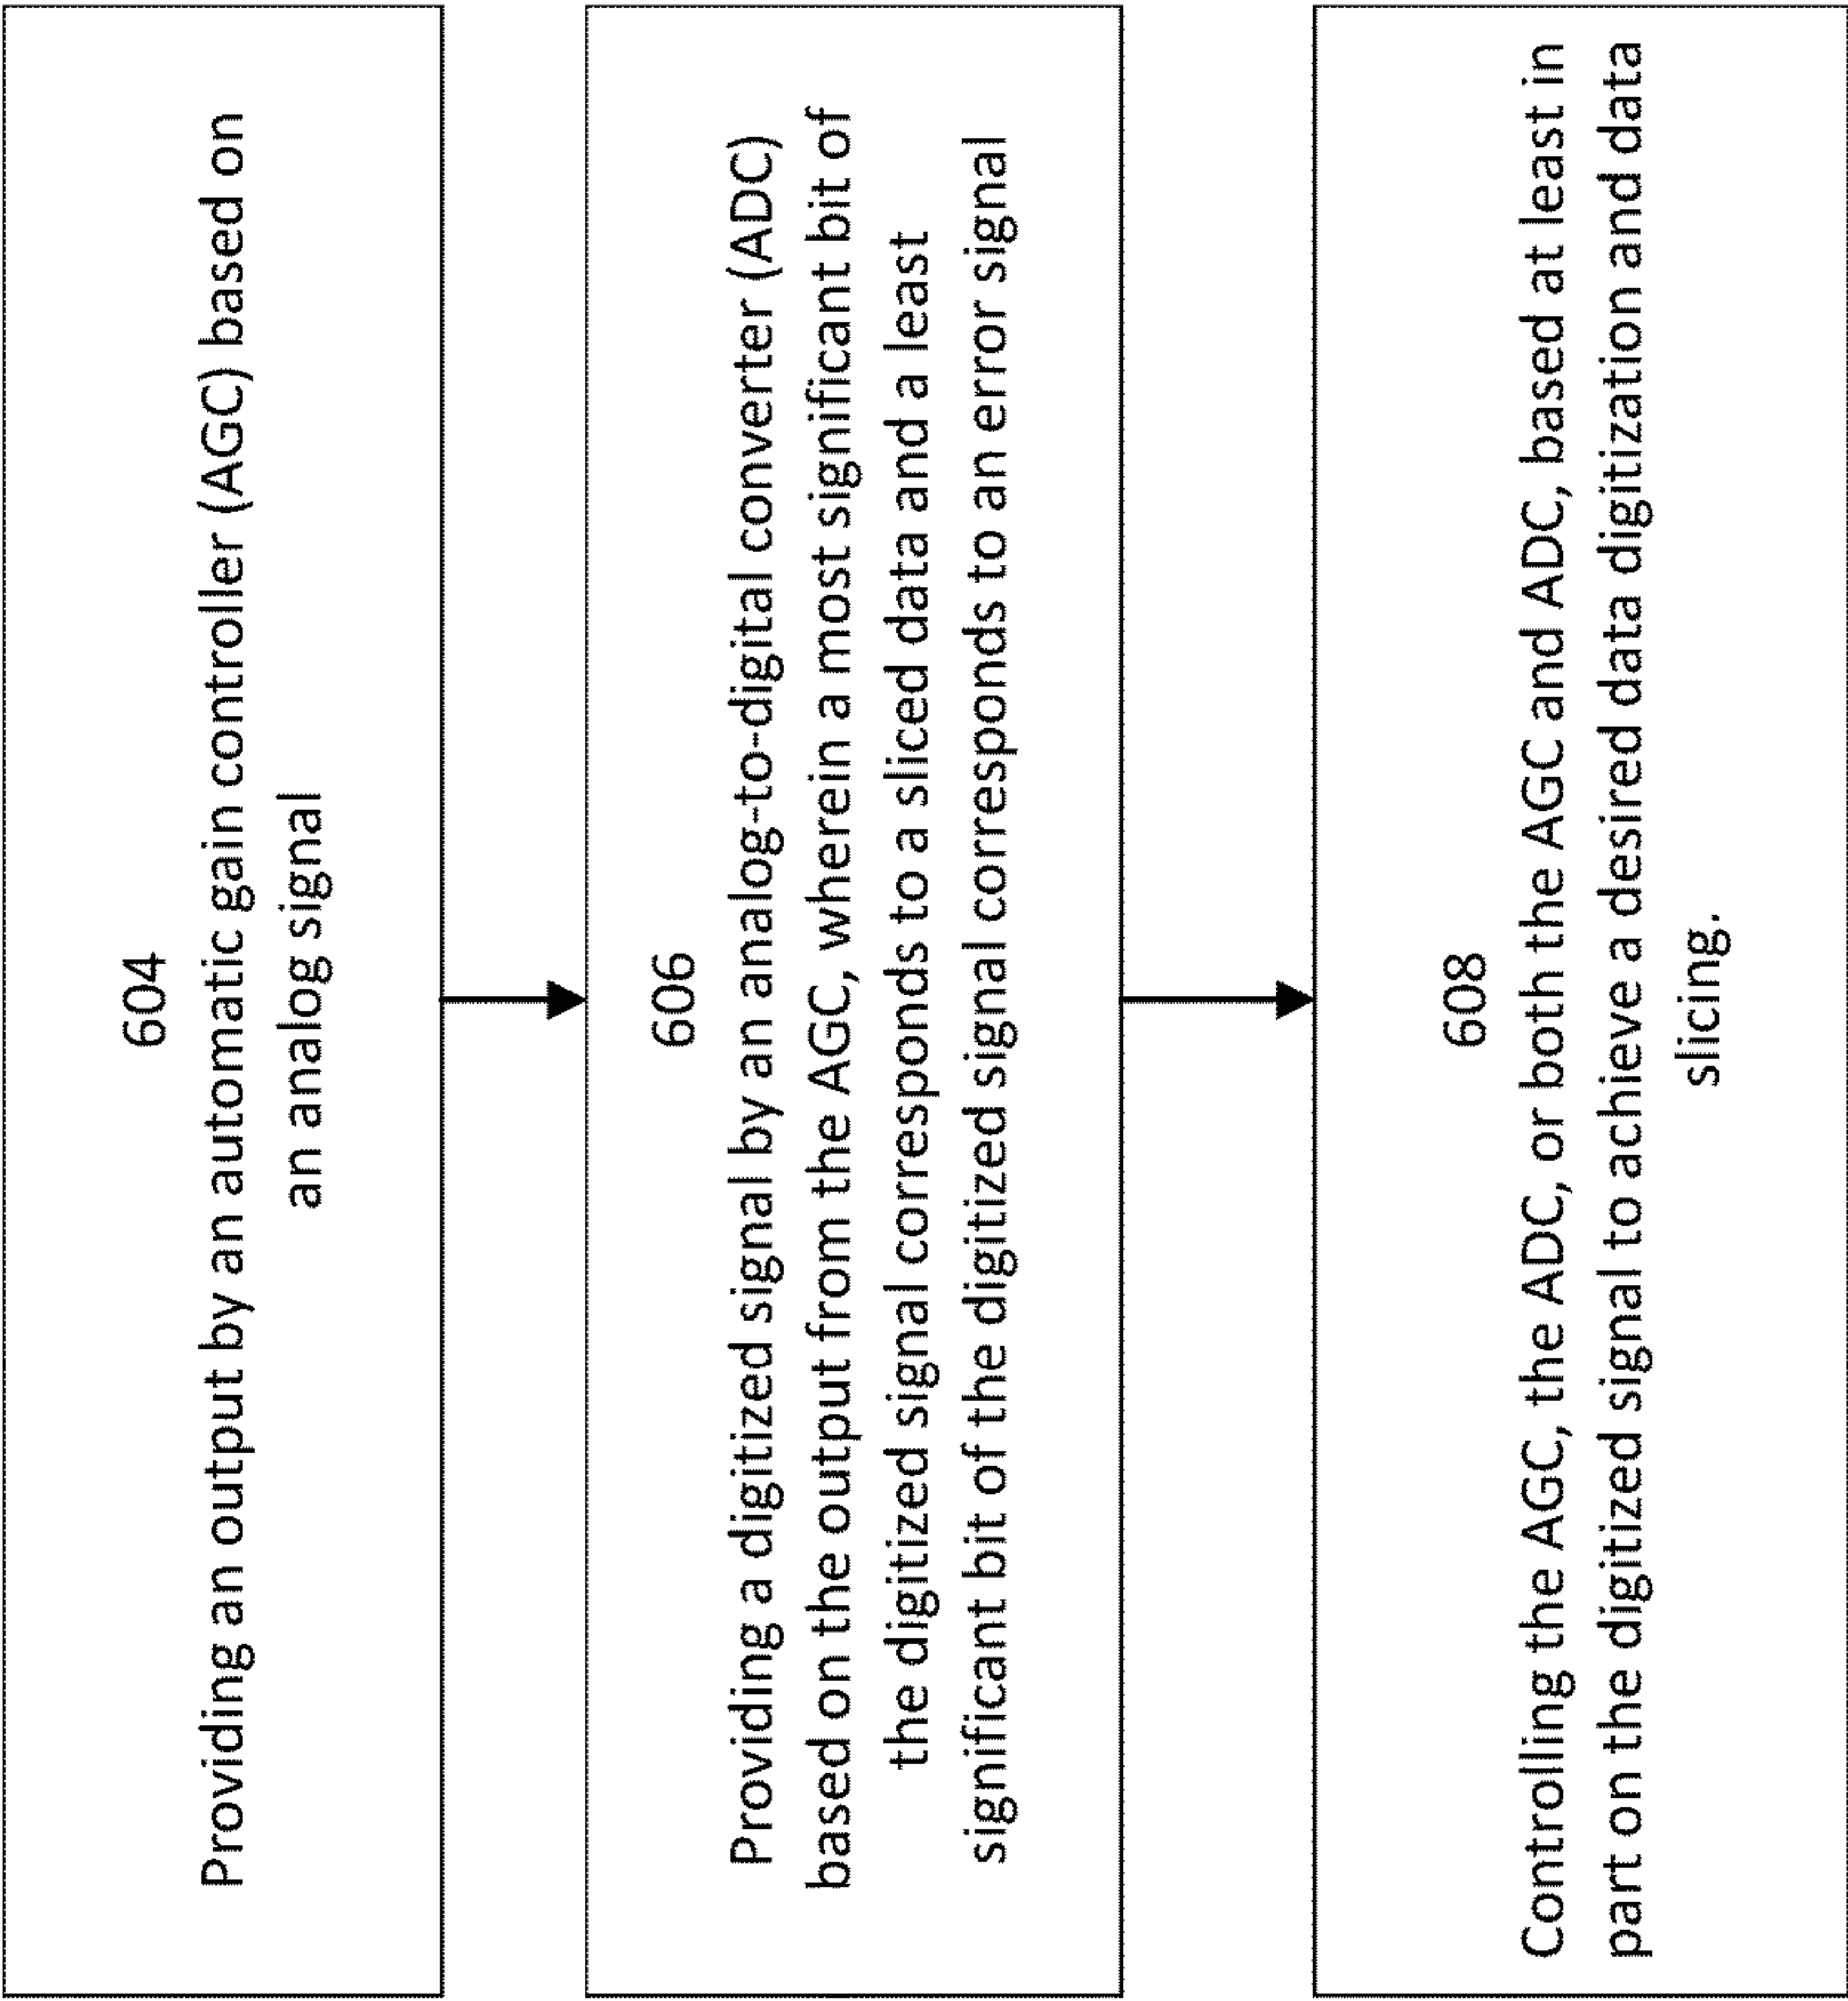 604
Providing an output by an automatic gain controller (AGC) based on
an analog signal
606
Providing a digitized signal by an analog-to-digital converter (ADC)
based on the output from the AGC, wherein a most significant bit of
the digitized signal corresponds to a sliced data and a least
significant bit of the digitized signal corresponds to an error signal
608
Controlling the AGC, the ADC, or both the AGC and ADC, based at least in
part on the digitized signal to achieve a desired data digitization and data
slicing.